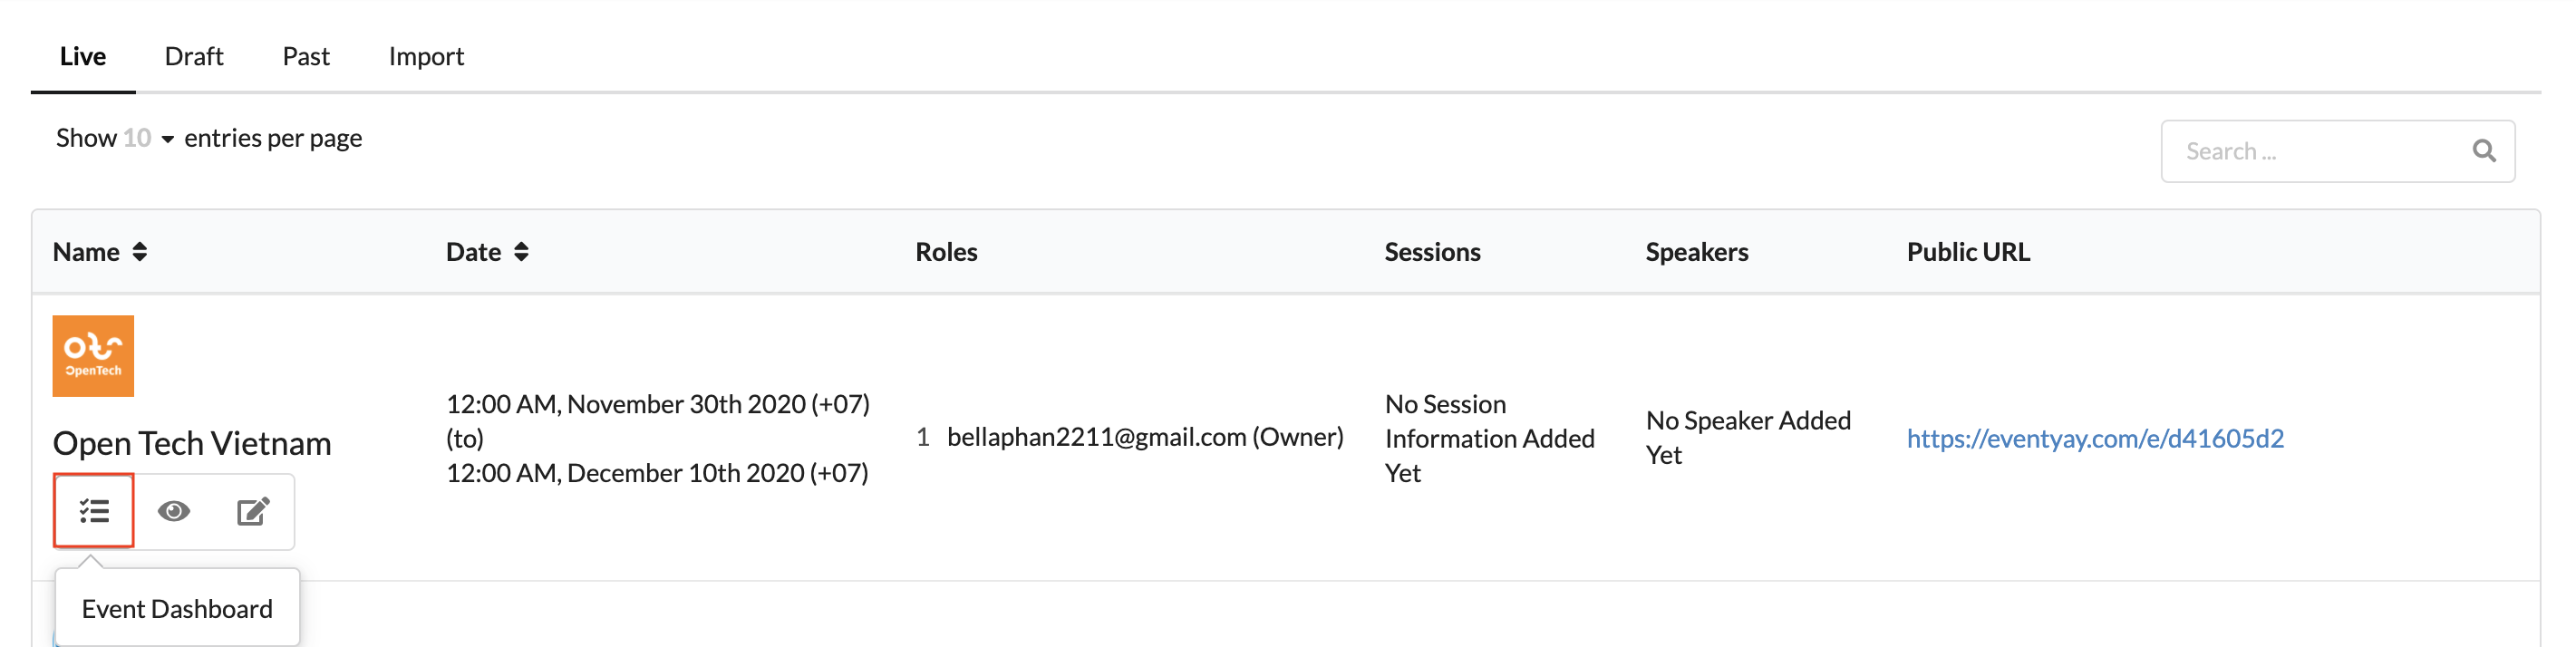 Live Draft Past Import
Show 10 entries per page
Search ...
Name Date Roles Sessions Speakers Public URL
otr
OpenTech
Open Tech Vietnam
12:00 AM, November 30th 2020 (+07)
(to)
12:00 AM, December 10th 2020 (+07)
1 bellaphan2211@gmail.com (Owner)
No Session
Information Added
Yet
No Speaker Added
Yet
https://eventyay.com/e/d41605d2
Event Dashboard